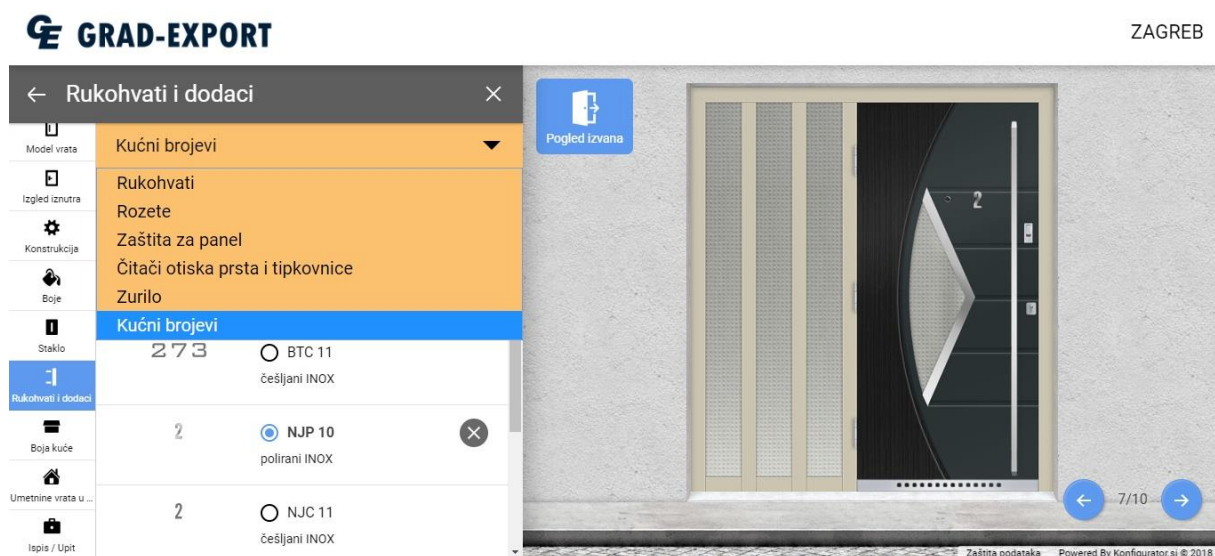 GE GRAD-EXPORT
ZAGREB
Rukohvati i dodaci
Model vrata
Izgled iznutra
Konstrukcija
Boje
Staklo
Rukohvati i dodaci
Boja kuće
Umetnine vrata u ...
Ispis / Upit
Kućni brojevi
Rukohvati
Rozete
Zaštita za panel
Čitači otiska prsta i tipkovnice
Zurilo
Kućni brojevi
273
BTC 11
češljani INOX
2
NJP 10
polirani INOX
2
NJC 11
češljani INOX
Pogled izvana
2
7/10
Zaštita podataka
Powered By Konfigurator.si © 2018